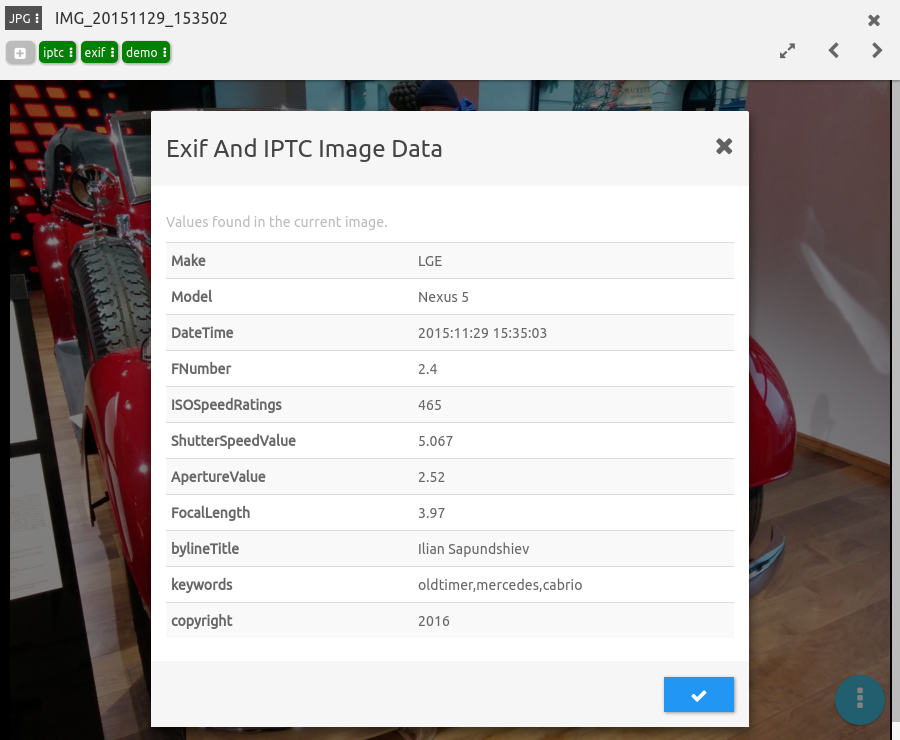 JPG IMG_20151129_153502
iptc exif demo
Exif And IPTC Image Data
Values found in the current image.
Make LGE
Model Nexus 5
DateTime 2015:11:29 15:35:03
FNumber 2.4
ISOSpeedRatings 465
ShutterSpeedValue 5.067
ApertureValue 2.52
FocalLength 3.97
bylineTitle Ilian Sapundshiev
keywords oldtimer,mercedes,cabrio
copyright 2016